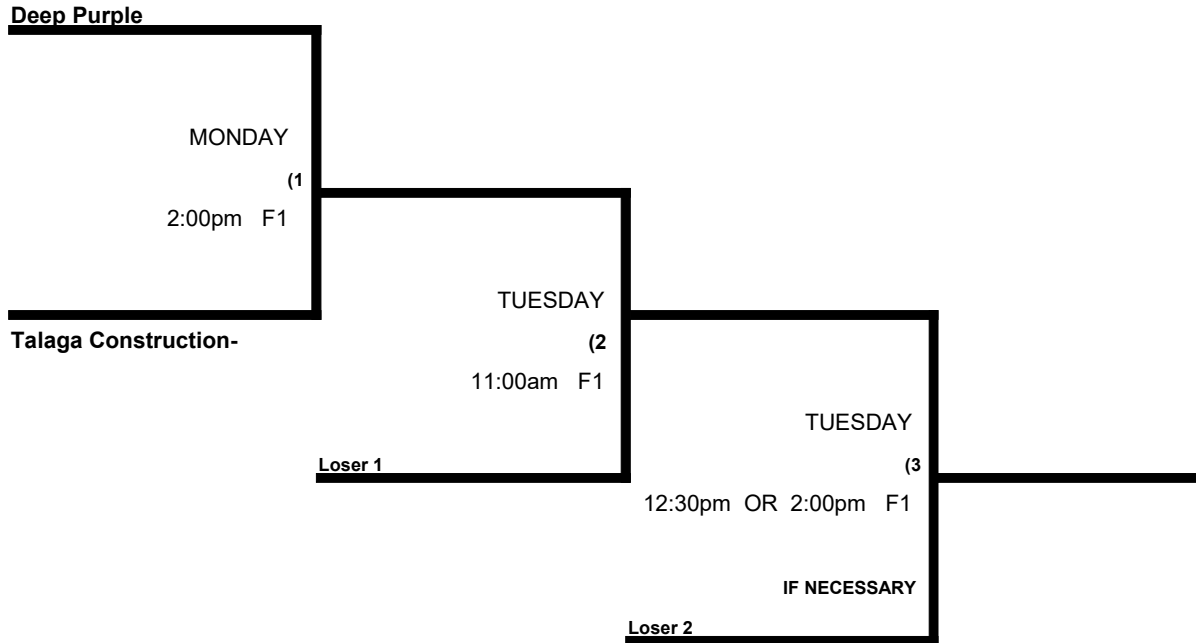 Deep Purple
MONDAY
(1
2:00pm F1
Talaga Construction-
TUESDAY
(2
11:00am F1
Loser 1
TUESDAY
(3
12:30pm OR 2:00pm F1
IF NECESSARY
Loser 2